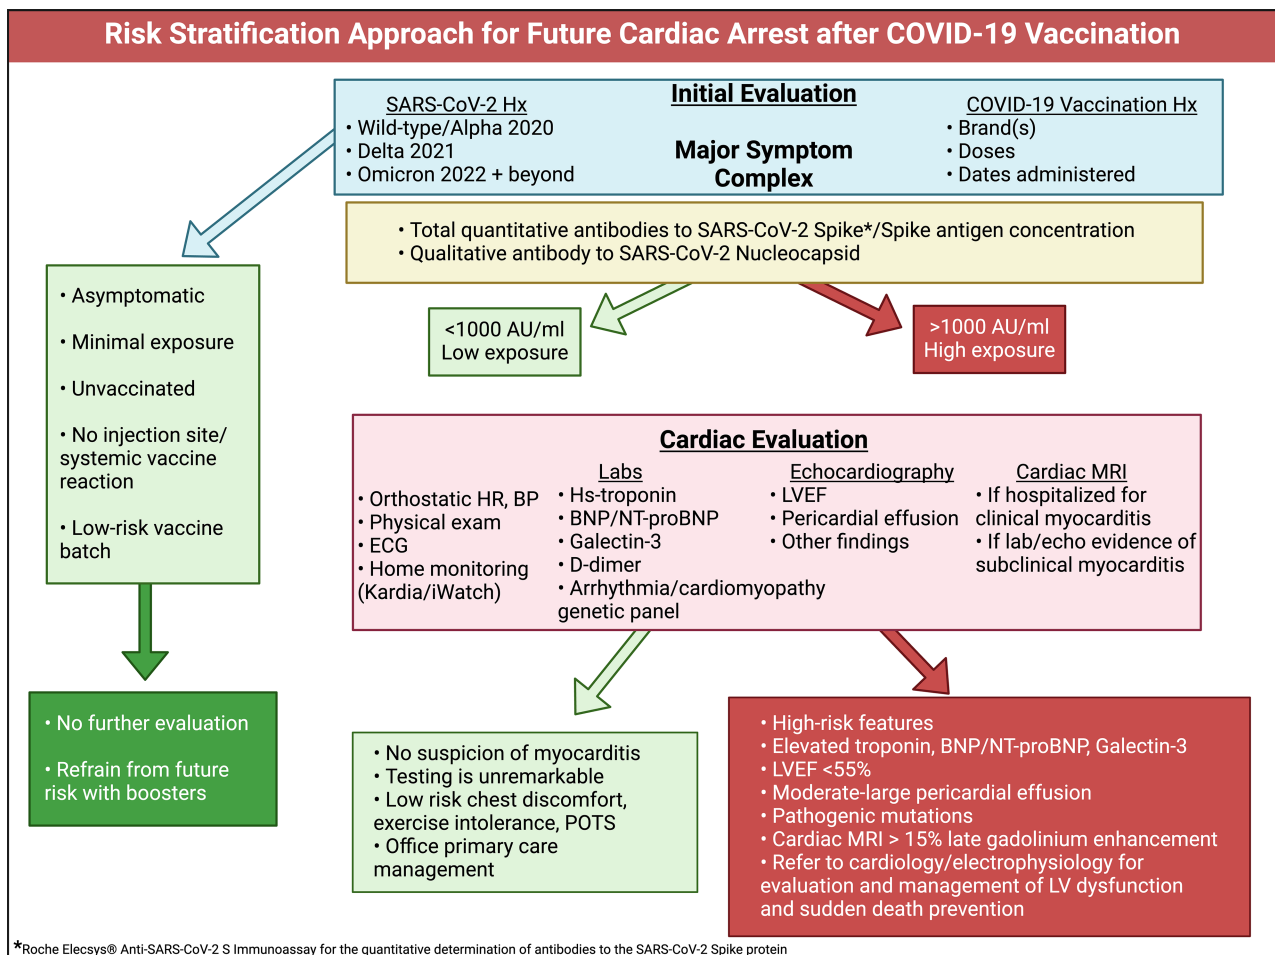 Risk Stratification Approach for Future Cardiac Arrest after COVID-19 Vaccination
Initial Evaluation
Major Symptom
Complex
SARS-CoV-2 Hx
• Wild-type/Alpha 2020
• Delta 2021
• Omicron 2022 + beyond
COVID-19 Vaccination Hx
• Brand(s)
• Doses
• Dates administered
• Total quantitative antibodies to SARS-CoV-2 Spike*/Spike antigen concentration
• Qualitative antibody to SARS-CoV-2 Nucleocapsid
<1000 AU/ml
Low exposure
>1000 AU/ml
High exposure
• Asymptomatic
• Minimal exposure
• Unvaccinated
• No injection site/
systemic vaccine
reaction
• Low-risk vaccine
batch
• No further evaluation
• Refrain from future
risk with boosters
Cardiac Evaluation
• Orthostatic HR, BP
• Physical exam
• ECG
• Home monitoring
(Kardia/iWatch)
Labs
• Hs-troponin
• BNP/NT-proBNP
• Galectin-3
• D-dimer
• Arrhythmia/cardiomyopathy
genetic panel
Echocardiography
• LVEF
• Pericardial effusion
• Other findings
Cardiac MRI
• If hospitalized for
clinical myocarditis
• If lab/echo evidence of
subclinical myocarditis
• No suspicion of myocarditis
• Testing is unremarkable
• Low risk chest discomfort,
exercise intolerance, POTS
• Office primary care
management
• High-risk features
• Elevated troponin, BNP/NT-proBNP, Galectin-3
• LVEF <55%
• Moderate-large pericardial effusion
• Pathogenic mutations
• Cardiac MRI > 15% late gadolinium enhancement
• Refer to cardiology/electrophysiology for
evaluation and management of LV dysfunction
and sudden death prevention
*Roche Elecsys® Anti-SARS-CoV-2 S Immunoassay for the quantitative determination of antibodies to the SARS-CoV-2 Spike protein